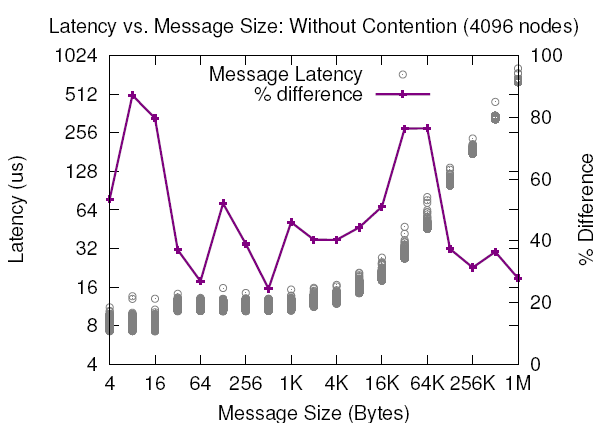 Latency vs. Message Size: Without Contention (4096 nodes)
1024
512
256
128
64
32
16
8
4
Latency (us)
Message Latency
% difference
100
80
60
40
20
0
% Difference
4 16 64 256 1K 4K 16K 64K 256K 1M
Message Size (Bytes)